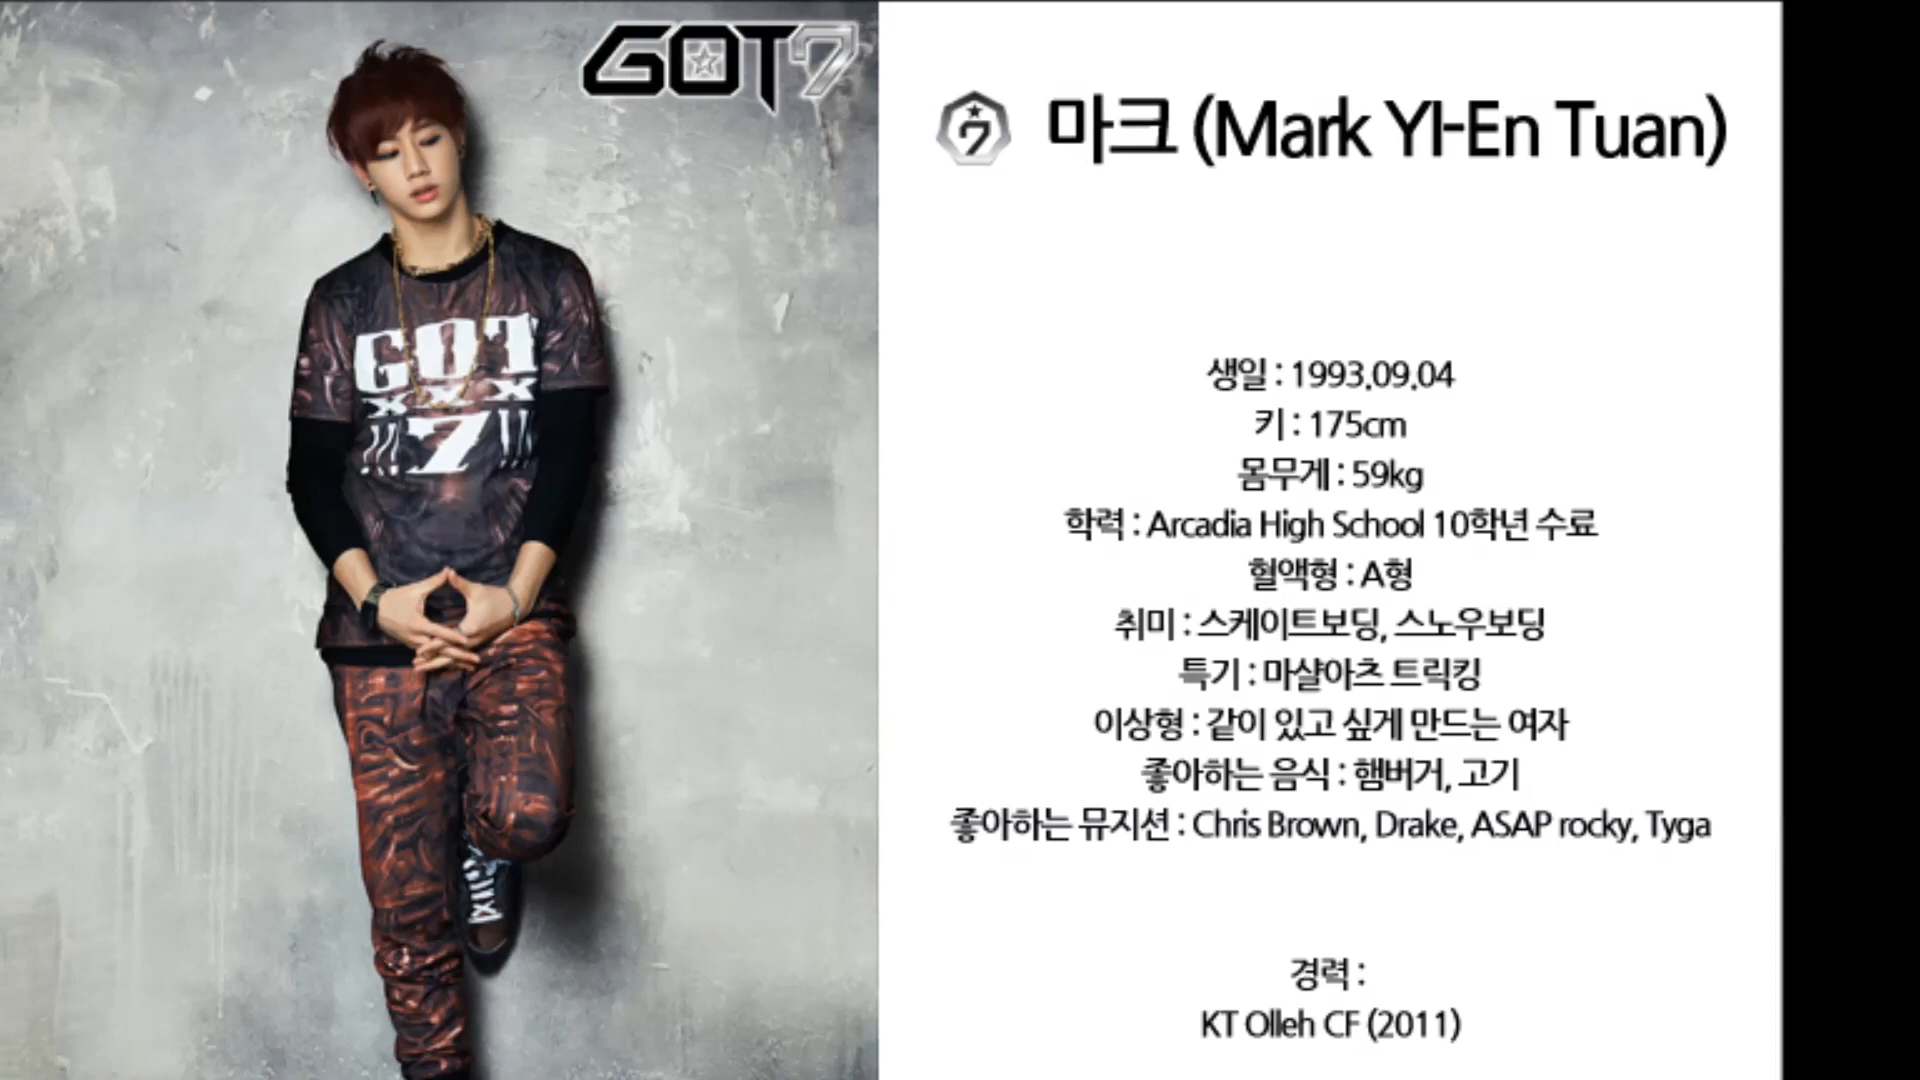 GOT7
GOT
XXX
7
7
마크 (Mark YI-En Tuan)
생일 : 1993.09.04
키 : 175cm
몸무게 : 59kg
학력 : Arcadia High School 10학년 수료
혈액형 : A형
취미 : 스케이트보딩, 스노우보딩
특기 : 마샬아츠 트릭킹
이상형 : 같이 있고 싶게 만드는 여자
좋아하는 음식 : 햄버거, 고기
좋아하는 뮤지션 : Chris Brown, Drake, ASAP rocky, Tyga
경력 :
KT Olleh CF (2011)